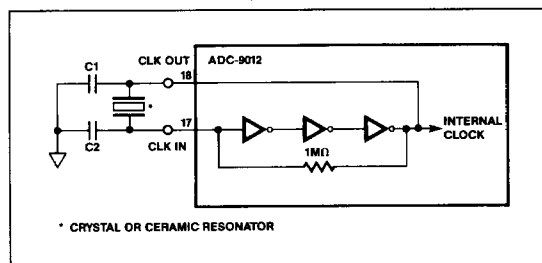 CLK OUT
ADC-9012
C1
18
*
17
C2
CLK IN
1MΩ
INTERNAL
CLOCK
* CRYSTAL OR CERAMIC RESONATOR